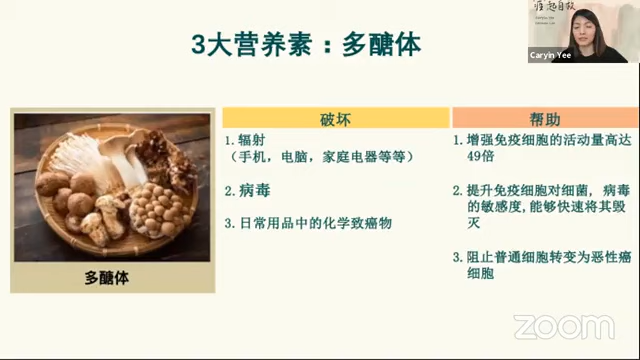 3大营养素：多醣体
Caryin Yee
破坏
1. 辐射
（手机，电脑，家庭电器等等）
2. 病毒
3. 日常用品中的化学致癌物
帮助
1. 增强免疫细胞的活动量高达
49倍
2. 提升免疫细胞对细菌, 病毒
的敏感度,能够快速将其毁
灭
3. 阻止普通细胞转变为恶性癌
细胞
多醣体
zoom